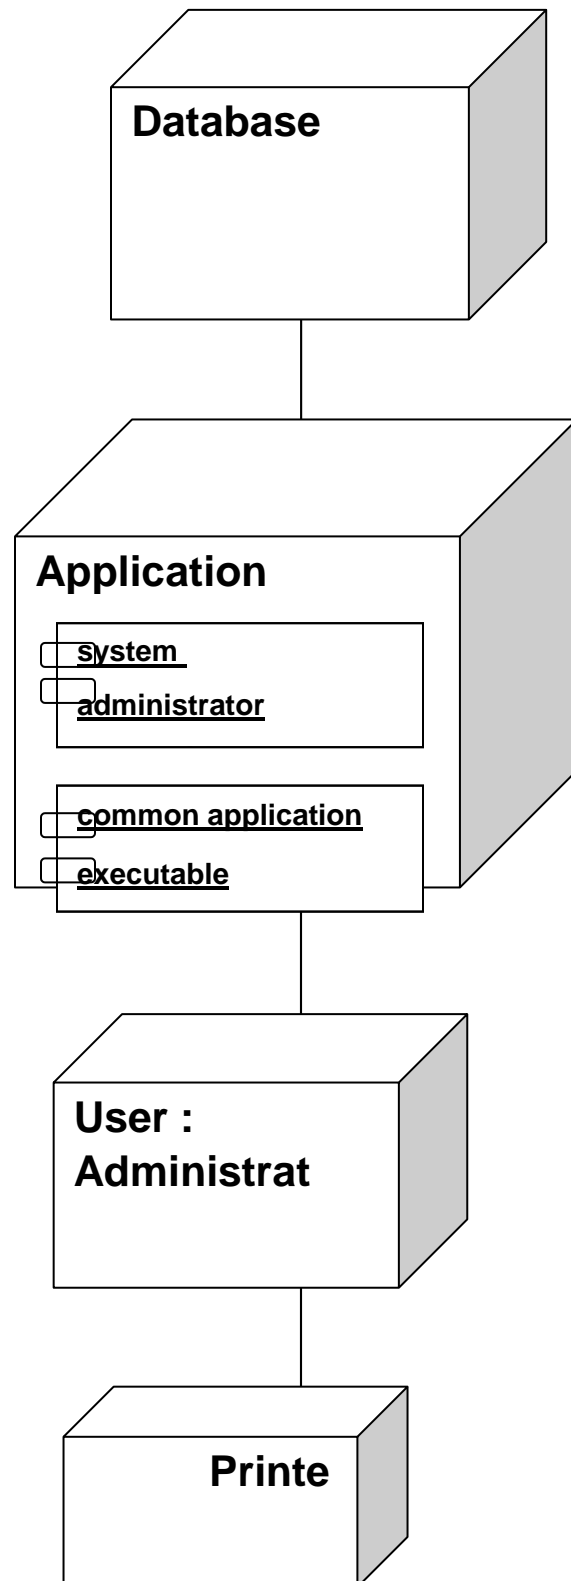 Database
Application
system
administrator
common application
executable
User :
Administrat
Printe